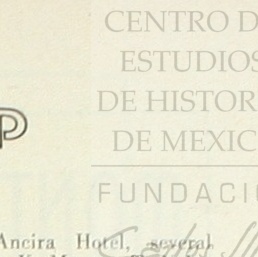 CENTRO D
ESTUDIOS
DE HISTOR
DE MEXIC
P
FUNDACI
Ancira Hotel, several